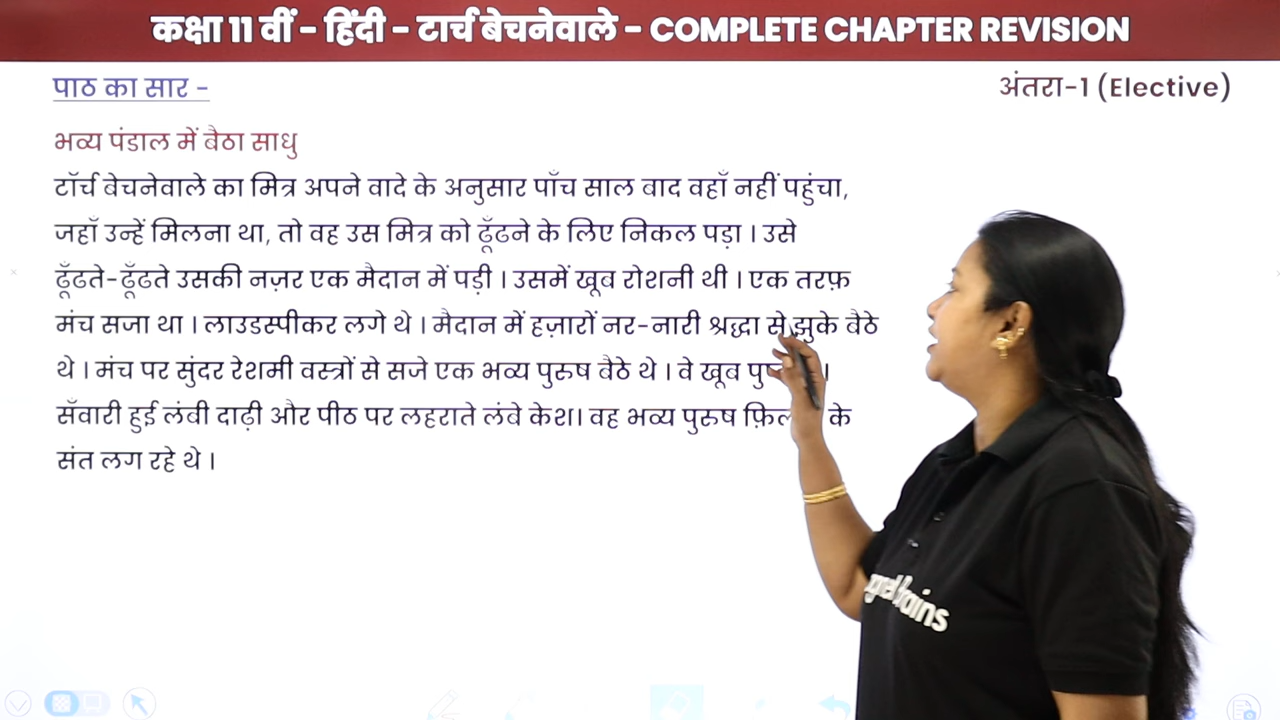 कक्षा 11 वीं - हिंदी - टार्च बेचनेवाले - COMPLETE CHAPTER REVISION
पाठ का सार -
अंतरा-1 (Elective)
भव्य पंडाल में बैठा साधु
टॉर्च बेचनेवाले का मित्र अपने वादे के अनुसार पाँच साल बाद वहाँ नहीं पहुंचा,
जहाँ उन्हें मिलना था, तो वह उस मित्र को ढूँढने के लिए निकल पड़ा । उसे
ढूँढते-ढूँढते उसकी नज़र एक मैदान में पड़ी । उसमें खूब रोशनी थी । एक तरफ़
मंच सजा था । लाउडस्पीकर लगे थे । मैदान में हज़ारों नर-नारी श्रद्धा से झुके बैठे
थे । मंच पर सुंदर रेशमी वस्त्रों से सजे एक भव्य पुरुष बैठे थे । वे खूब ।
सँवारी हुई लंबी दाढ़ी और पीठ पर लहराते लंबे केश। वह भव्य पुरुष के
संत लग रहे थे ।